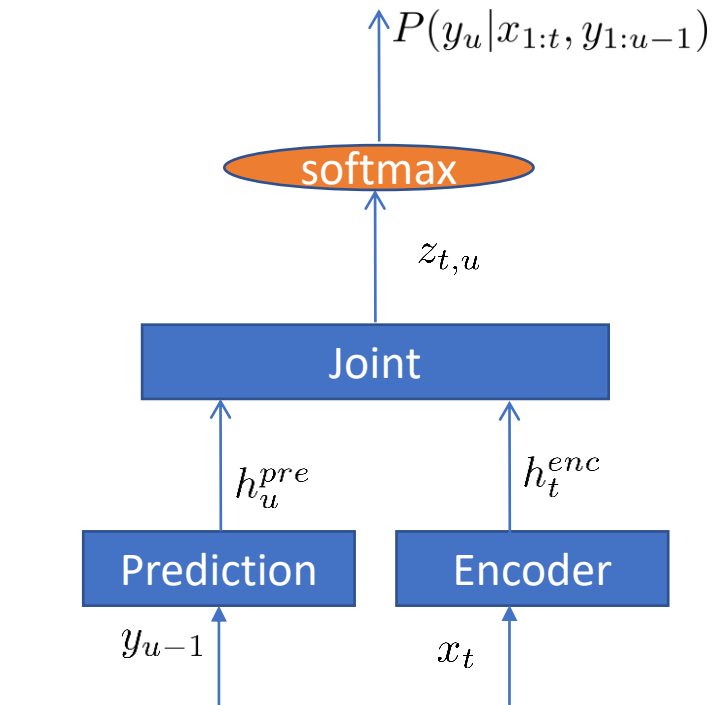 P(y_u|x_{1:t}, y_{1:u-1})
softmax
z_{t,u}
Joint
h_u^{pre} h_t^{enc}
Prediction Encoder
y_{u-1} x_t